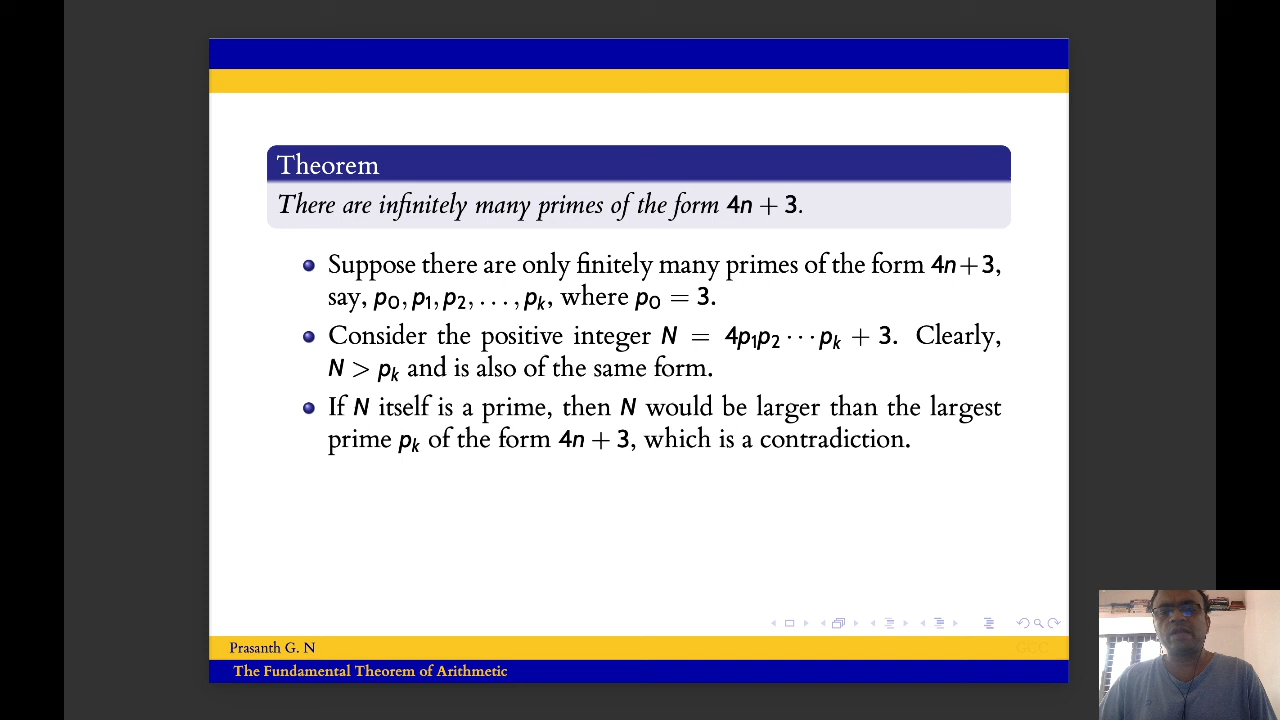 Theorem
There are infinitely many primes of the form 4n + 3.
Suppose there are only finitely many primes of the form 4n+3,
say, p₀, p₁, p₂, . . . , pₖ, where p₀ = 3.
Consider the positive integer N = 4p₁p₂ · · · pₖ + 3. Clearly,
N > pₖ and is also of the same form.
If N itself is a prime, then N would be larger than the largest
prime pₖ of the form 4n + 3, which is a contradiction.
Prasanth G. N
GCC
The Fundamental Theorem of Arithmetic